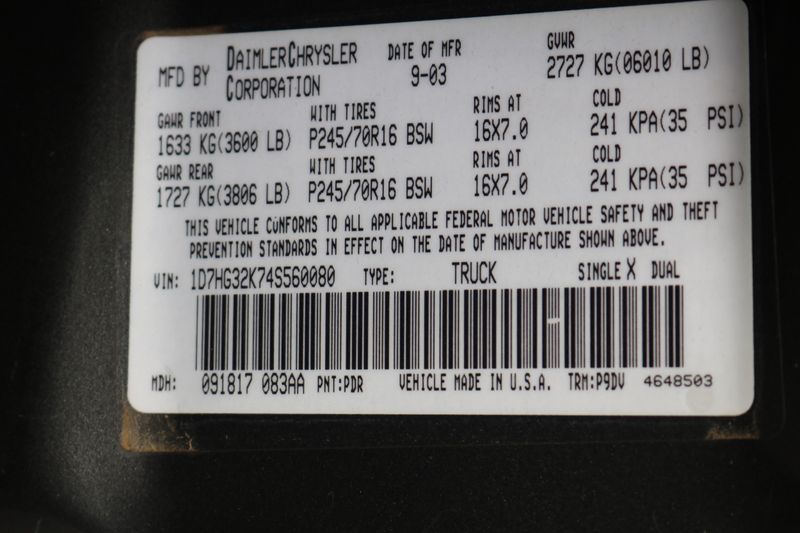 MFD BY DAIMLERCHRYSLER CORPORATION DATE OF MFR 9-03 GVWR 2727 KG(06010 LB)
GAWR FRONT WITH TIRES RIMS AT COLD
1633 KG(3600 LB) P245/70R16 BSW 16X7.0 241 KPA(35 PSI)
GAWR REAR WITH TIRES RIMS AT COLD
1727 KG(3806 LB) P245/70R16 BSW 16X7.0 241 KPA(35 PSI)
THIS VEHICLE CONFORMS TO ALL APPLICABLE FEDERAL MOTOR VEHICLE SAFETY AND THEFT
PREVENTION STANDARDS IN EFFECT ON THE DATE OF MANUFACTURE SHOWN ABOVE.
VIN: 1D7HG32K74S560080 TYPE: TRUCK SINGLE X DUAL
MDH: 091817 083AA PNT:PDR VEHICLE MADE IN U.S.A. TRM:P9DV 4648503